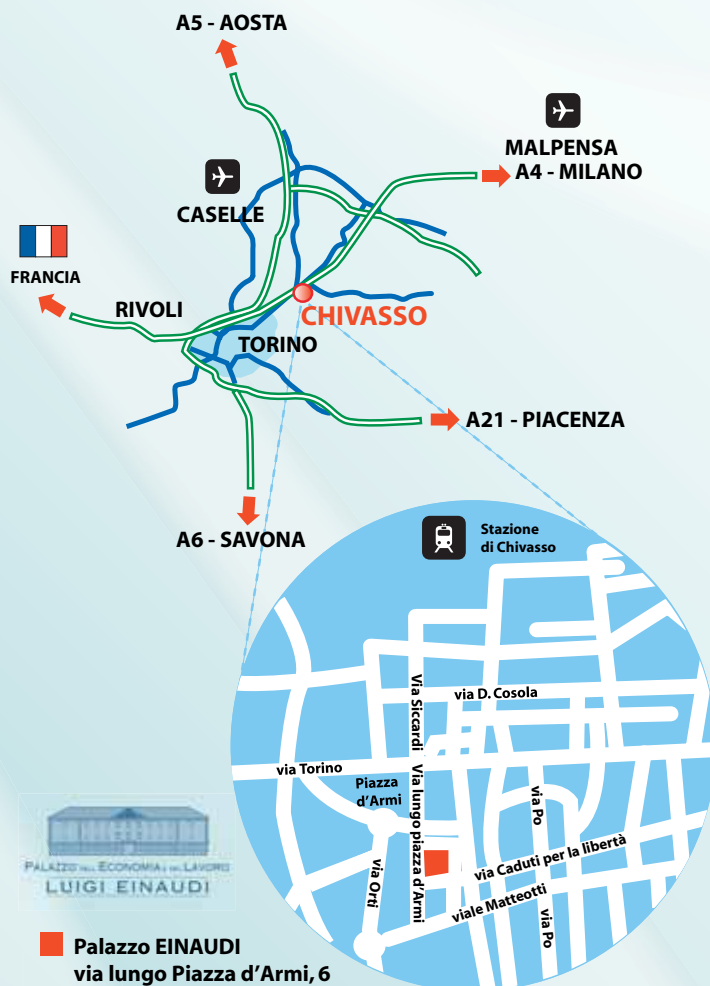 A5 - AOSTA
MALPENSA
A4 - MILANO
CASELLE
FRANCIA
RIVOLI
CHIVASSO
TORINO
A21 - PIACENZA
A6 - SAVONA
Stazione
di Chivasso
Via Siccardi
via D. Cosola
via Torino
Piazza
d'Armi
Via lungo piazza d'Armi
via Po
via Caduti per la libertà
via Orti
viale Matteotti
via Po
PALAZZO DELL'ECONOMIA E DEL LAVORO
LUIGI EINAUDI
Palazzo EINAUDI
via lungo Piazza d'Armi, 6